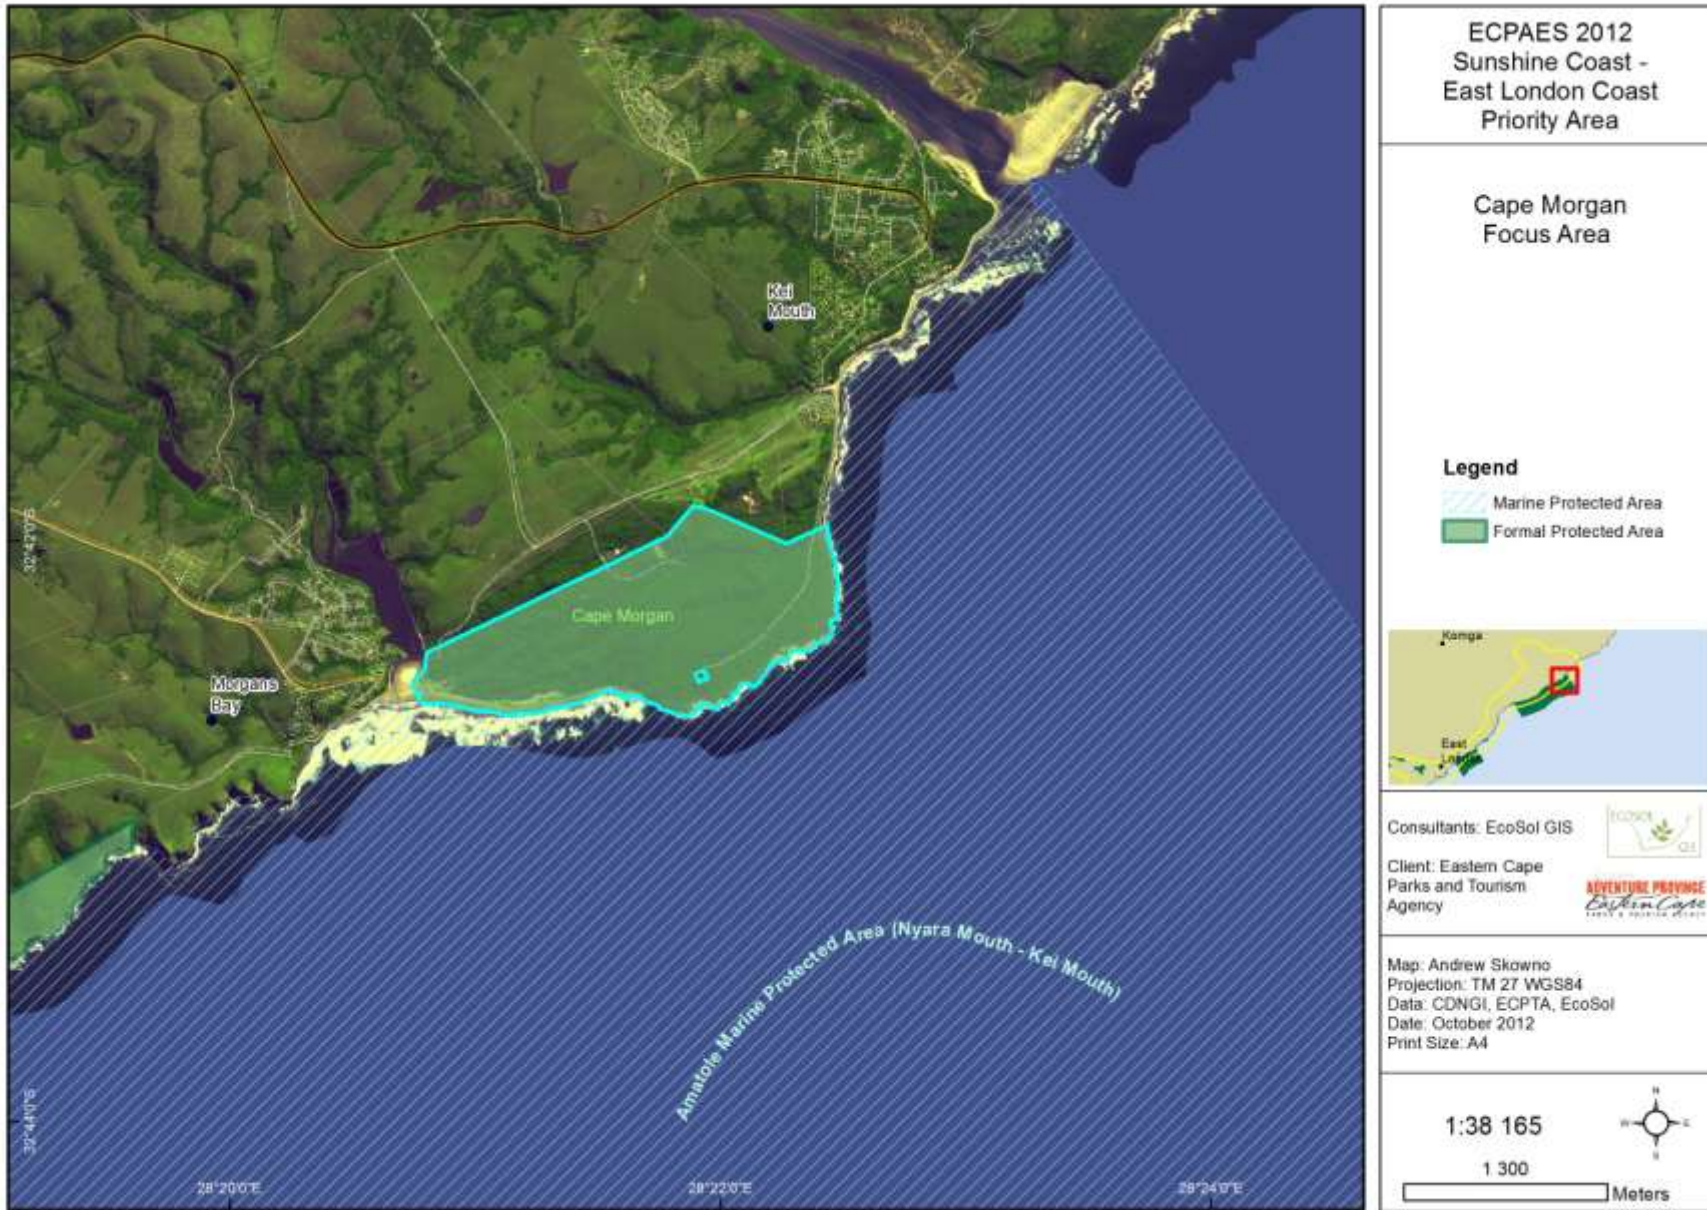 ECPAES 2012
Sunshine Coast -
East London Coast
Priority Area
Cape Morgan
Focus Area
Legend
Marine Protected Area
Formal Protected Area
Komga
East
Consultants: EcoSol GIS
ECOSOL
GIS
Client: Eastern Cape
Parks and Tourism
Agency
ADVENTURE PROVINCE
Eastern Cape
Map: Andrew Skowno
Projection: TM 27 WGS84
Data: CDNGI, ECPTA, EcoSol
Date: October 2012
Print Size: A4
1:38 165
N
W
E
S
1 300
Meters
Kei
Mouth
Cape Morgan
Morgans
Bay
Amatole Marine Protected Area (Nyara Mouth - Kei Mouth)
32°42'0"S
32°44'0"S
28°20'0"E
28°22'0"E
28°24'0"E